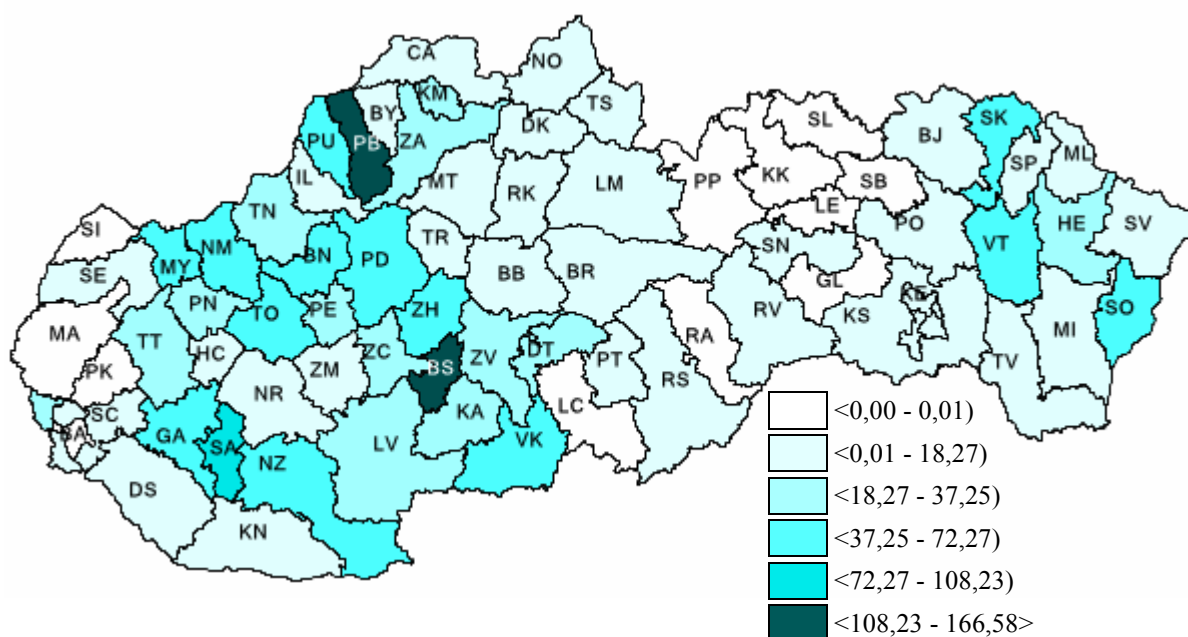 CA
NO
KM
BY
TS
SL
PU
PB
ZA
DK
BJ
SK
SP
ML
IL
MT
RK
LM
PP
KK
SB
LE
TN
SI
NM
BN
PD
TR
BB
BR
SN
PO
VT
HE
SV
SE
MY
PN
TO
PE
ZH
GL
KE
KS
RV
SO
MA
TT
HC
ZM
ZC
BS
ZV
DT
PT
RA
MI
TV
PK
SC
BA
NR
KA
LC
RS
GA
SA
NZ
LV
VK
DS
KN
<0,00 - 0,01)
<0,01 - 18,27)
<18,27 - 37,25)
<37,25 - 72,27)
<72,27 - 108,23)
<108,23 - 166,58>